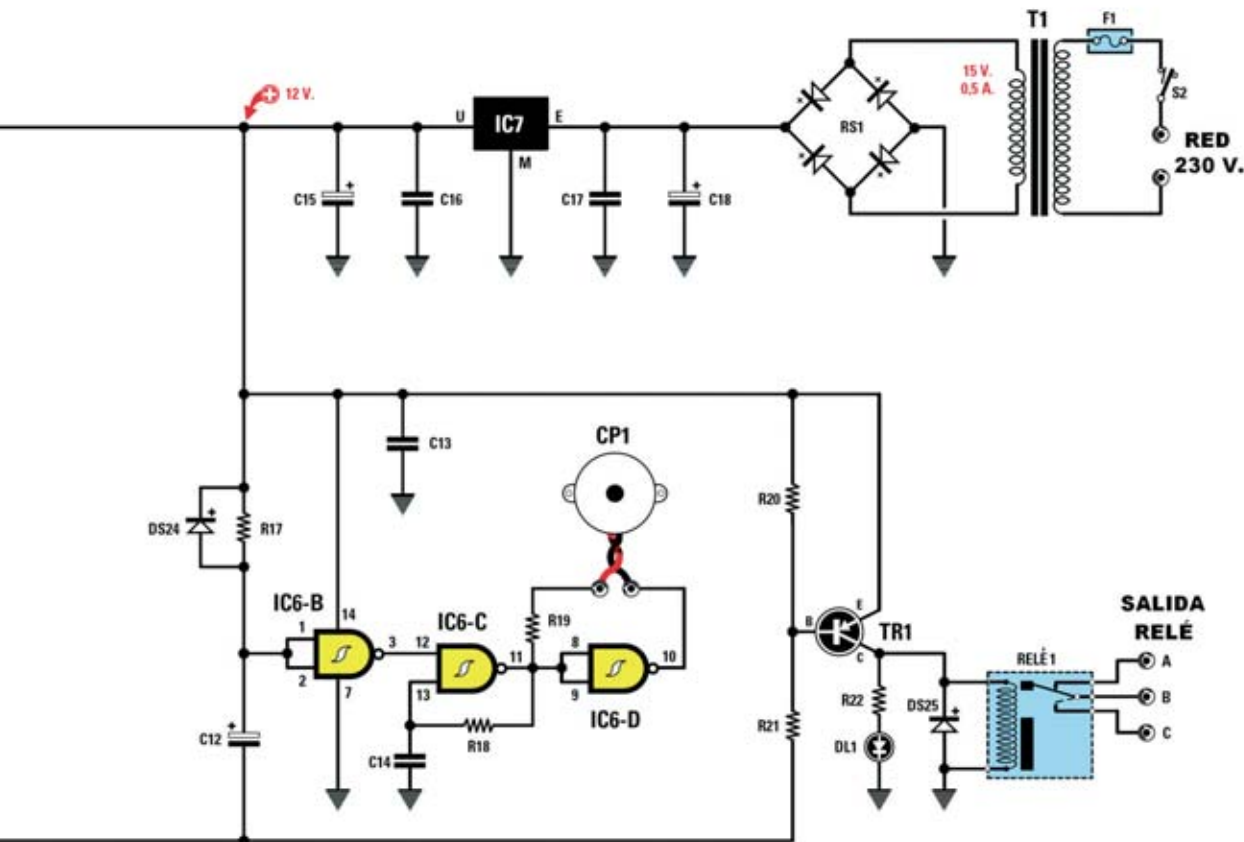 T1
F1
15 V.
0,5 A.
S2
RED
230 V.
RS1
+ 12 V.
U
IC7
E
M
C15
+
C16
C17
+
C18
C13
CP1
DS24
+
R17
R20
IC6-B
14
1
2
3
7
IC6-C
12
13
11
R19
8
9
10
IC6-D
R18
C14
+
C12
B
E
C
TR1
R21
R22
DL1
DS25
+
RELÈ 1
SALIDA
RELÉ
A
B
C